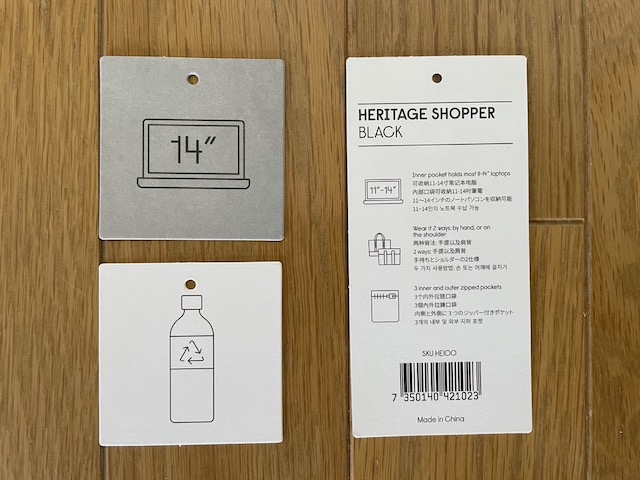 14"
HERITAGE SHOPPER
BLACK
11"-14"
Inner pocket holds most 11-14" laptops
可收纳11-14寸笔记本电脑
內部口袋可收納11-14吋筆電
11〜14インチのノートパソコンを収納可能
11-14인치 노트북 수납 가능
Wear it 2 ways: by hand, or on
the shoulder
两种背法: 手提以及肩背
2 ways: 手提以及肩背
手持ちとショルダーの2仕様
두 가지 사용방법: 손 또는 어깨에 걸치기
3 inner and outer zipped pockets
3个内外拉链口袋
3個內外拉鍊口袋
内側と外側に3つのジッパー付きポケット
3개의 내부 및 외부 지퍼 포켓
SKU HE100
7 350140 421023
Made in China